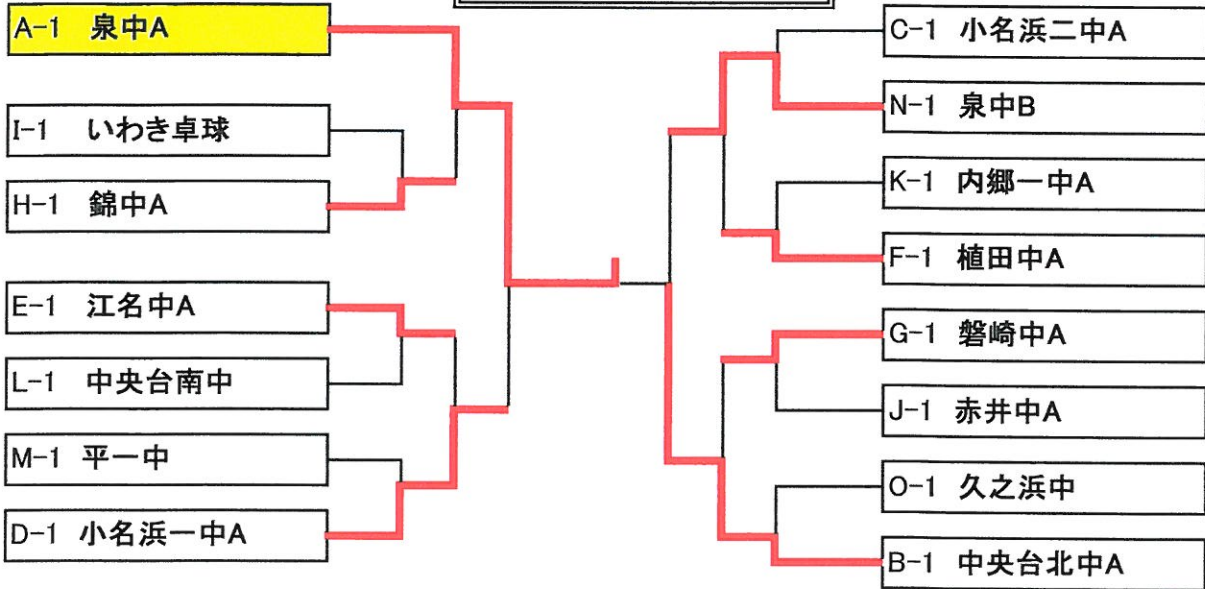 A-1 泉中A
I-1 いわき卓球
H-1 錦中A
E-1 江名中A
L-1 中央台南中
M-1 平一中
D-1 小名浜一中A
C-1 小名浜二中A
N-1 泉中B
K-1 内郷一中A
F-1 植田中A
G-1 磐崎中A
J-1 赤井中A
O-1 久之浜中
B-1 中央台北中A